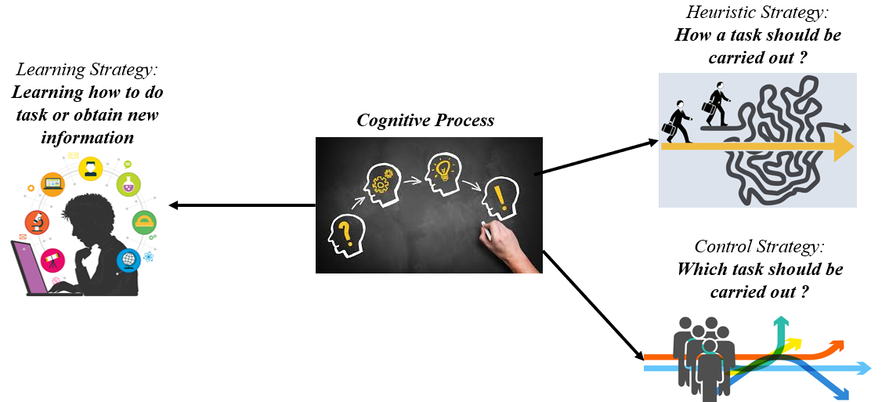 Learning Strategy:
Learning how to do
task or obtain new
information
Cognitive Process
?
!
Heuristic Strategy:
How a task should be
carried out ?
Control Strategy:
Which task should be
carried out ?